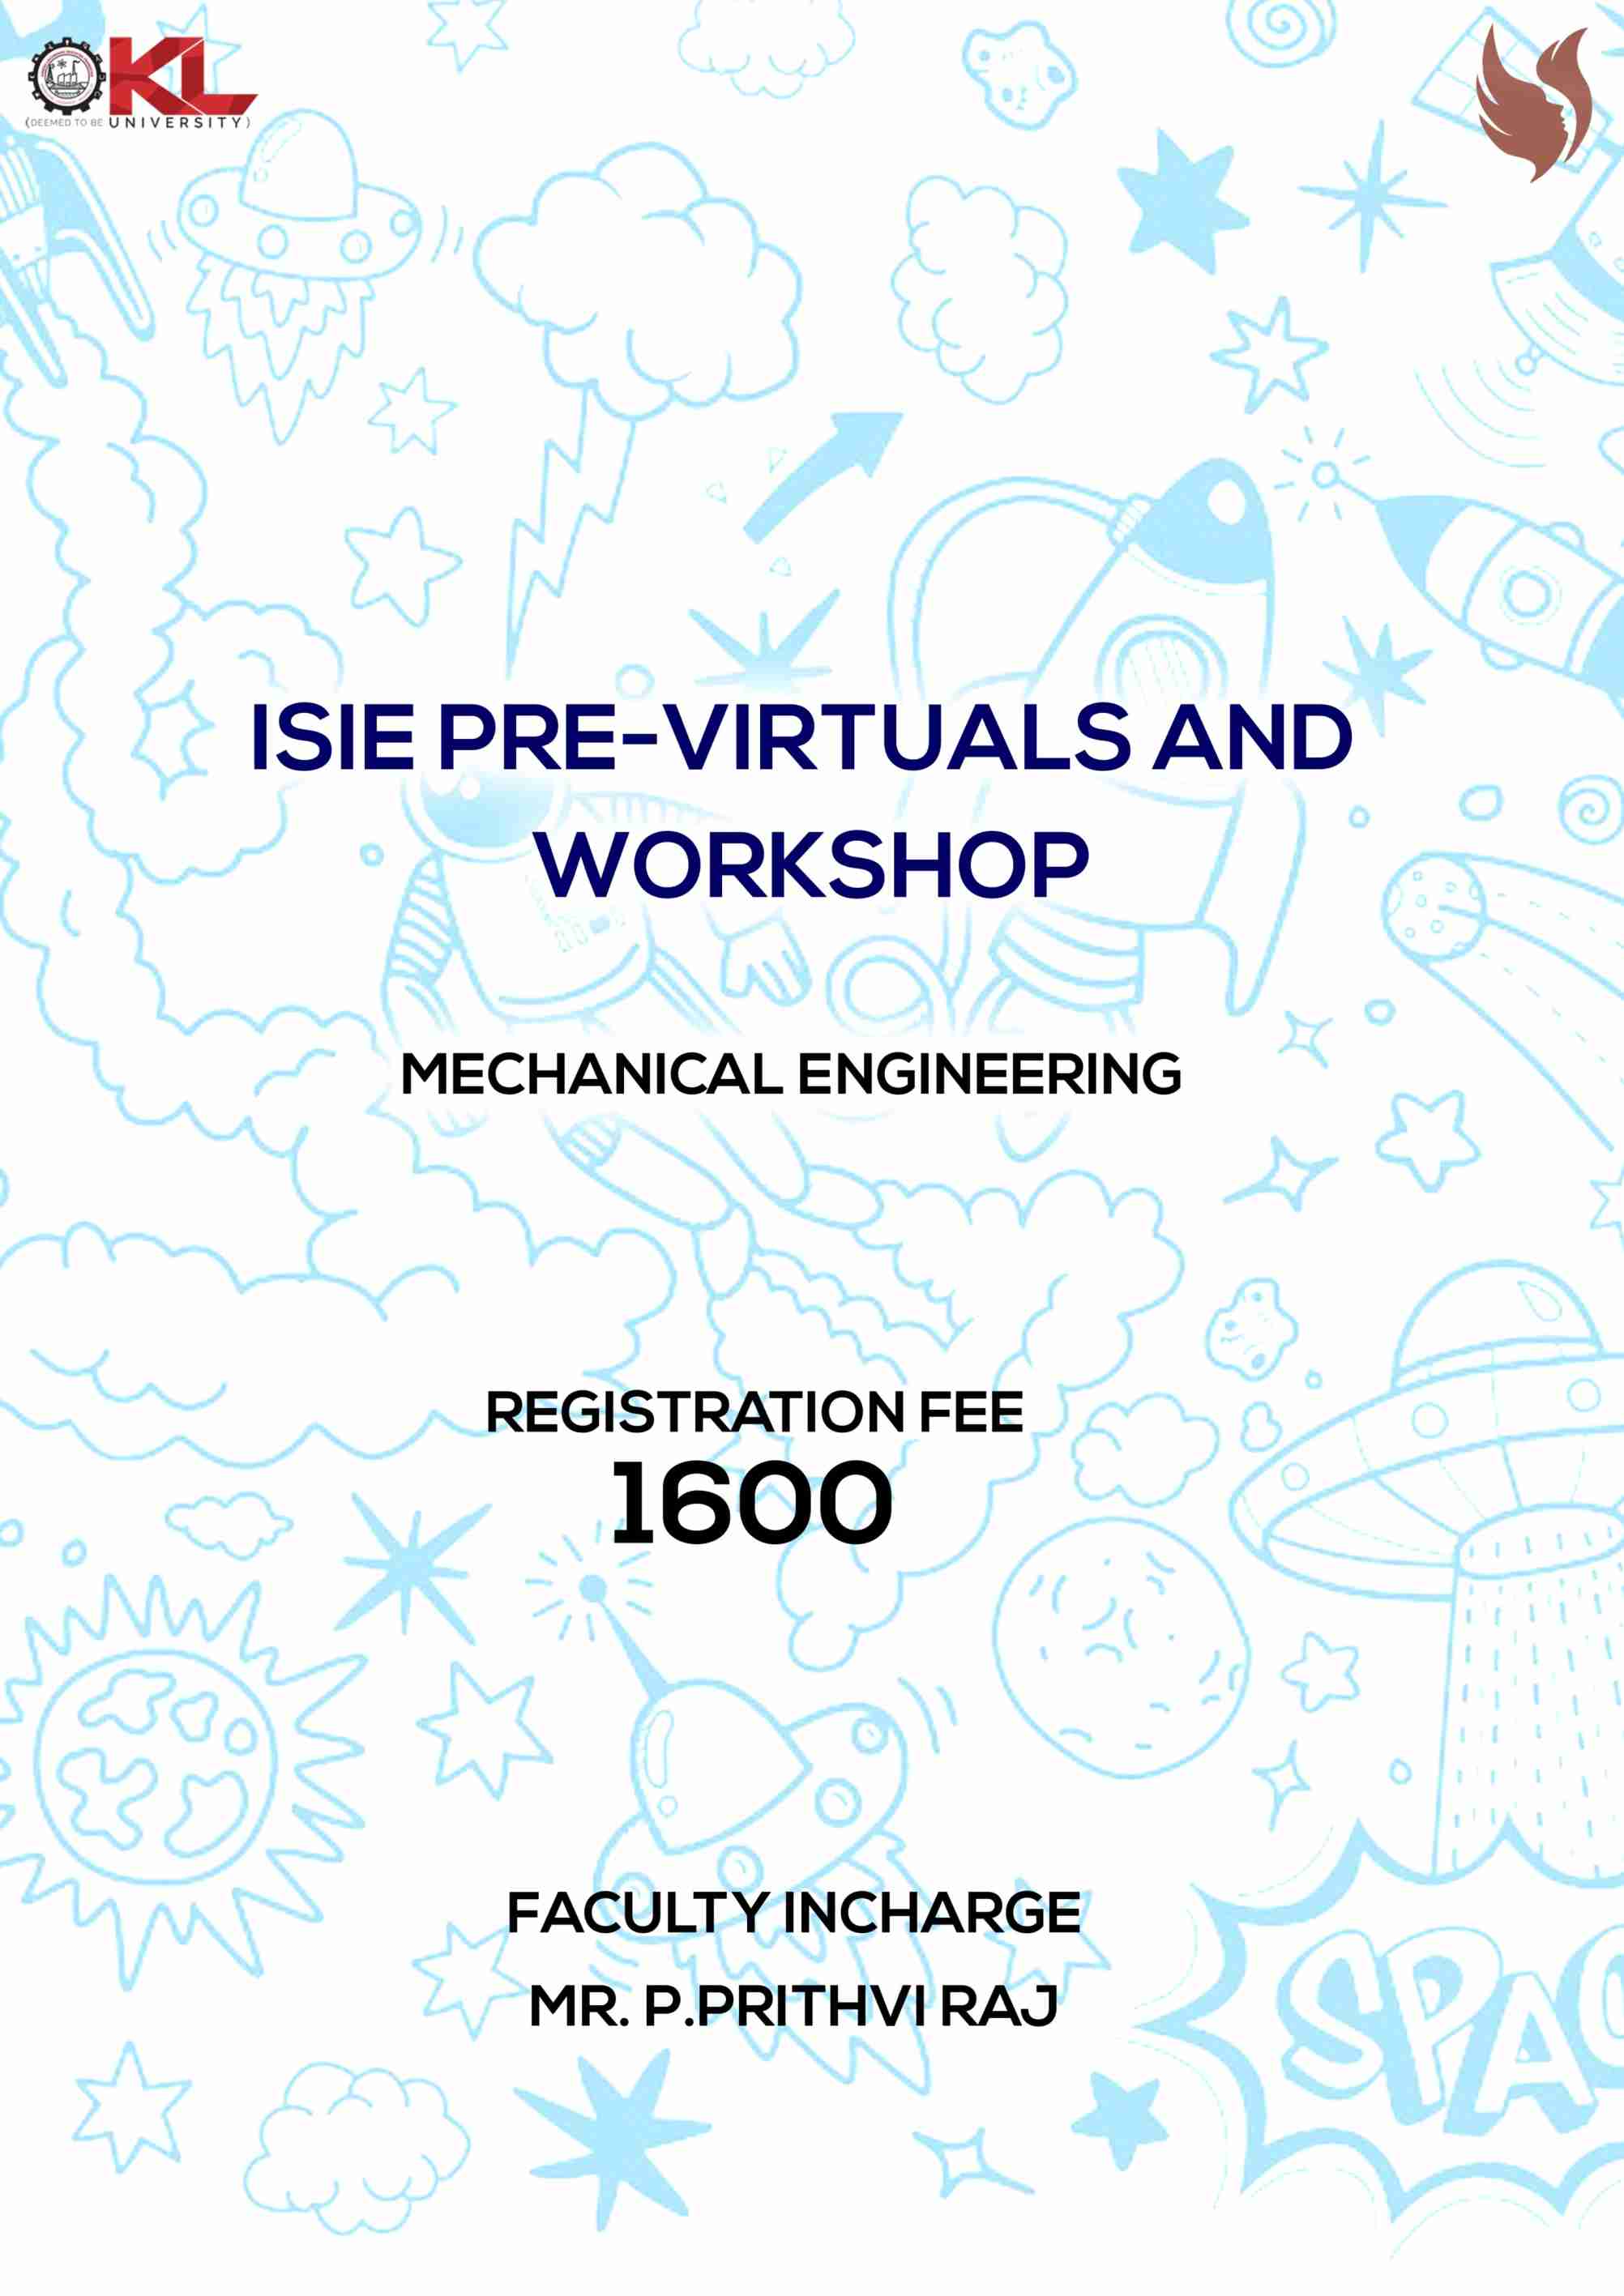 KL
(DEEMED TO BE UNIVERSITY)
ISIE PRE-VIRTUALS AND
WORKSHOP
MECHANICAL ENGINEERING
REGISTRATION FEE
1600
FACULTY INCHARGE
MR. P.PRITHVI RAJ
SPAC